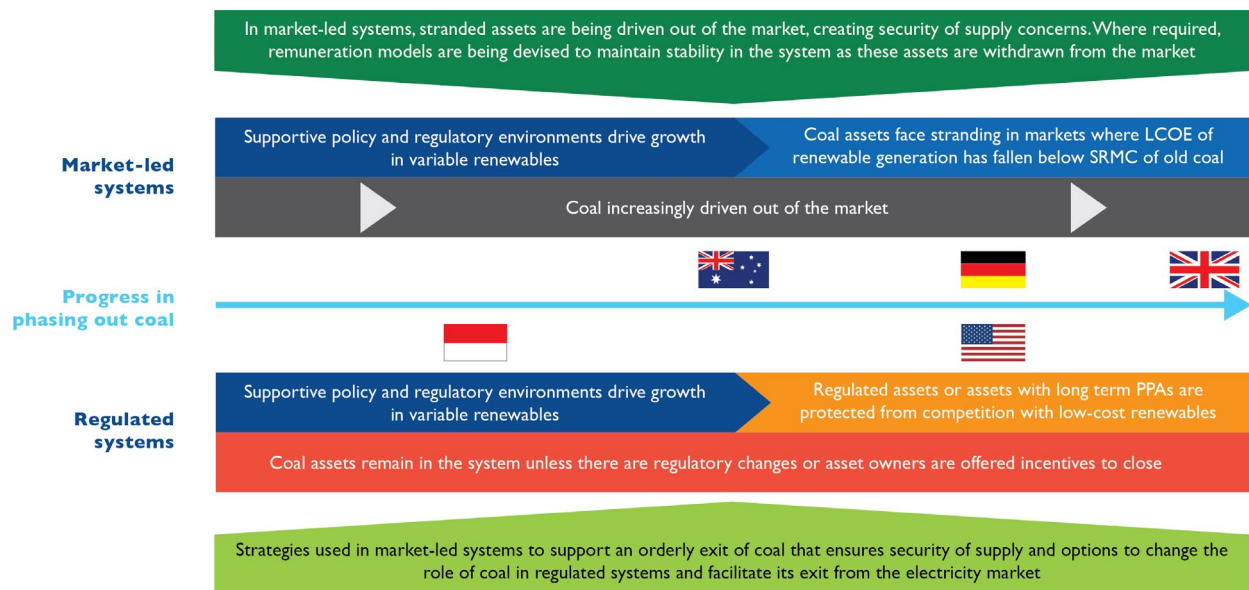 In market-led systems, stranded assets are being driven out of the market, creating security of supply concerns. Where required,
remuneration models are being devised to maintain stability in the system as these assets are withdrawn from the market
Market-led
systems
Supportive policy and regulatory environments drive growth
in variable renewables
Coal assets face stranding in markets where LCOE of
renewable generation has fallen below SRMC of old coal
Coal increasingly driven out of the market
Progress in
phasing out coal
Regulated
systems
Supportive policy and regulatory environments drive growth
in variable renewables
Regulated assets or assets with long term PPAs are
protected from competition with low-cost renewables
Coal assets remain in the system unless there are regulatory changes or asset owners are offered incentives to close
Strategies used in market-led systems to support an orderly exit of coal that ensures security of supply and options to change the
role of coal in regulated systems and facilitate its exit from the electricity market